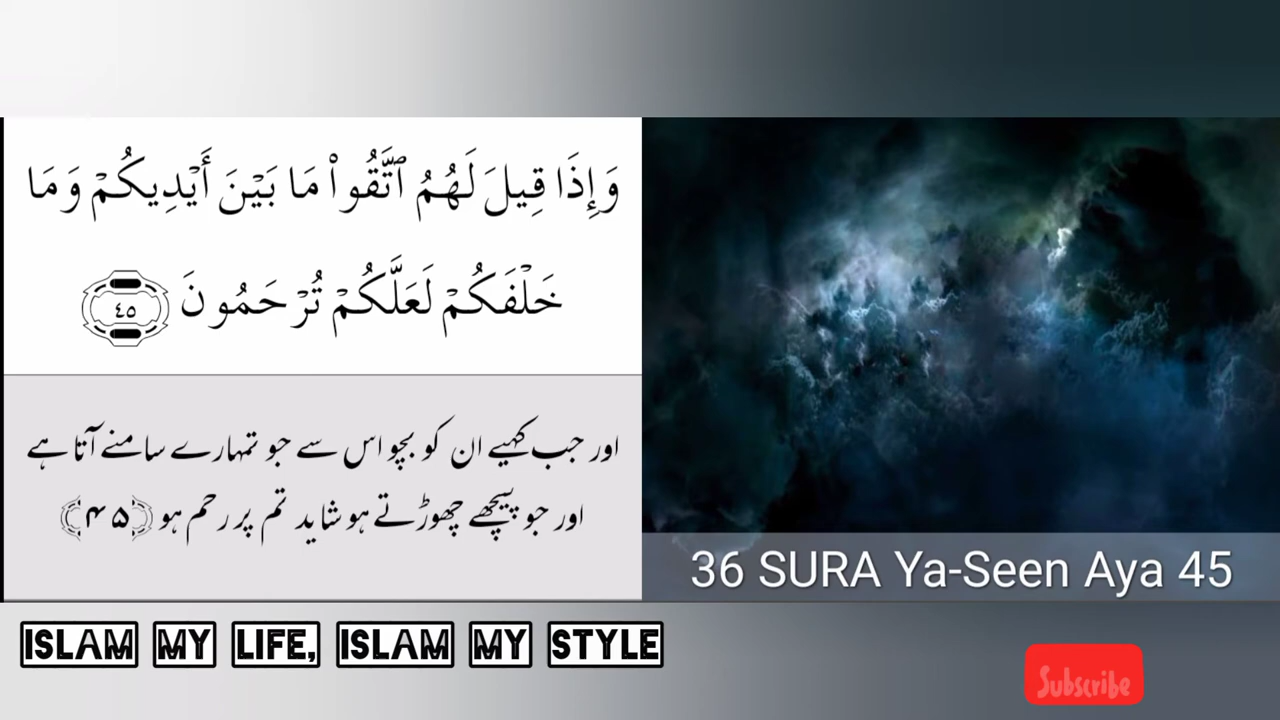 وَإِذَا قِيلَ لَهُمُ ٱتَّقُوا۟ مَا بَيْنَ أَيْدِيكُمْ وَمَا
خَلْفَكُمْ لَعَلَّكُمْ تُرْحَمُونَ ٤٥
اور جب کہیے ان کو بچو اس سے جو تمہارے سامنے آتا ہے
اور جو پیچھے چھوڑتے ہو شاید تم پر رحم ہو ﴿۴۵﴾
36 SURA Ya-Seen Aya 45
ISLAM MY LIFE, ISLAM MY STYLE
Subscribe